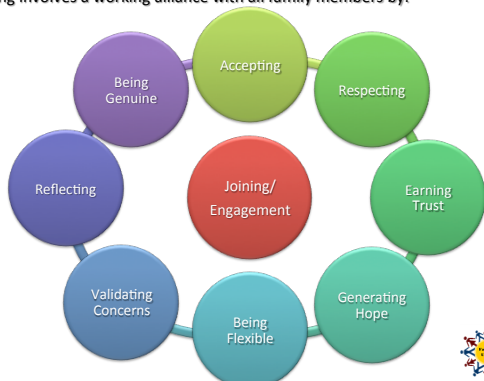 involves a working alliance with all family members by:
Accepting
Respecting
Earning
Trust
Generating
Hope
Being
Flexible
Validating
Concerns
Reflecting
Being
Genuine
Joining/
Engagement